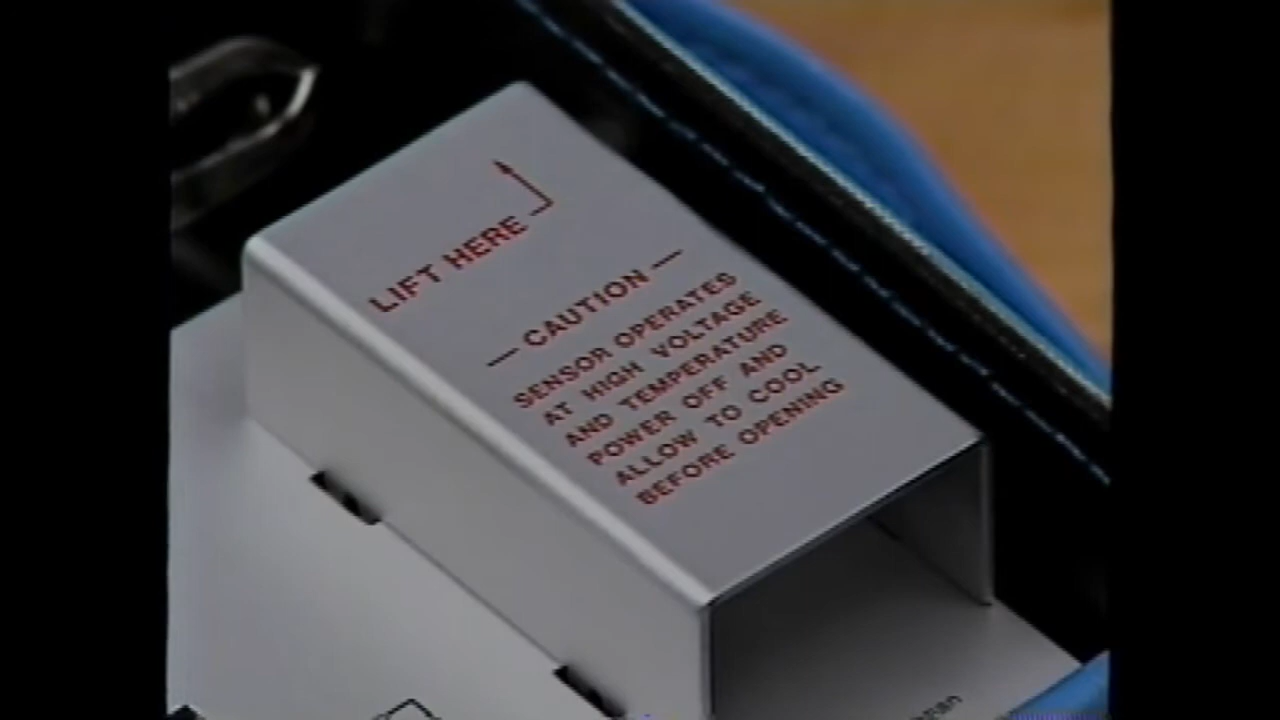 LIFT HERE
— CAUTION —
SENSOR OPERATES
AT HIGH VOLTAGE
AND TEMPERATURE
POWER OFF AND
ALLOW TO COOL
BEFORE OPENING